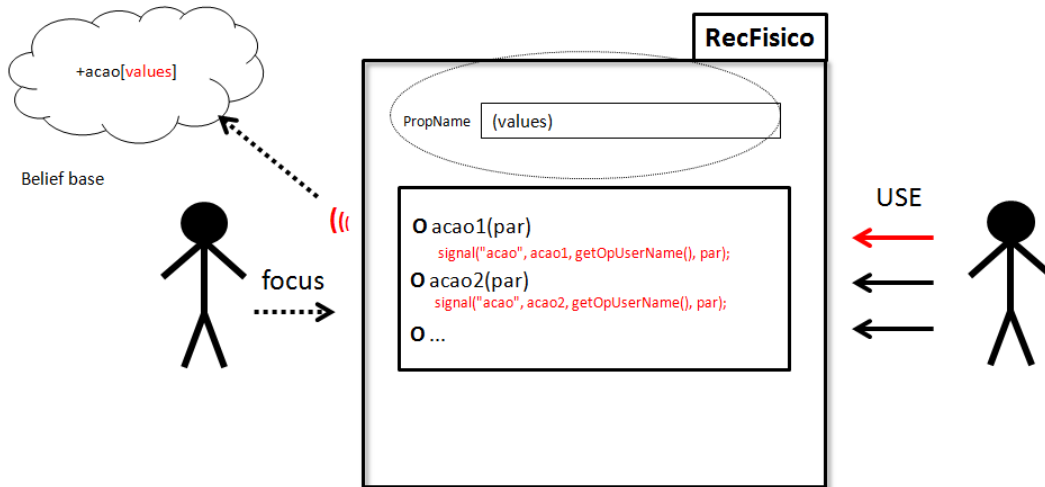 RecFisico
+acao[values]
PropName
(values)
Belief base
USE
O acao1(par)
signal("acao", acao1, getOpUserName(), par);
focus
O acao2(par)
signal("acao", acao2, getOpUserName(), par);
O ...